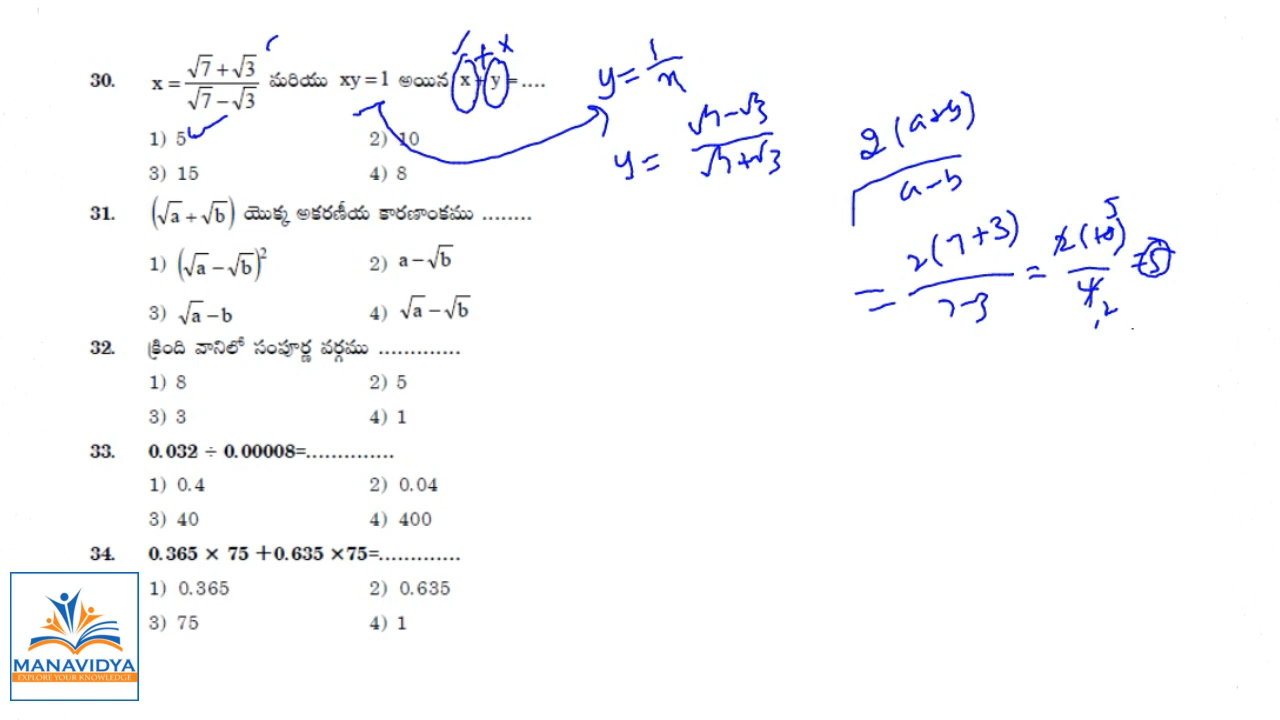 30. x = (√7 + √3)/(√7 − √3) మరియు xy = 1 అయిన x + y = ....
1) 5 2) 10
3) 15 4) 8
31. (√a + √b) యొక్క అకరణీయ కారణాంకము ........
1) (√a − √b)² 2) a − √b
3) √a − b 4) √a − √b
32. క్రింది వానిలో సంపూర్ణ వర్గము .............
1) 8 2) 5
3) 3 4) 1
33. 0.032 ÷ 0.00008=..............
1) 0.4 2) 0.04
3) 40 4) 400
34. 0.365 × 75 +0.635 ×75=.............
1) 0.365 2) 0.635
3) 75 4) 1
+ x
y = 1/x
y = (√7 − √3)/(√7 + √3)
2(a+b)/(a−b)
= 2(7+3)/(7−3) = 2(10)/4 = 5
5
2
MANAVIDYA
EXPLORE YOUR KNOWLEDGE